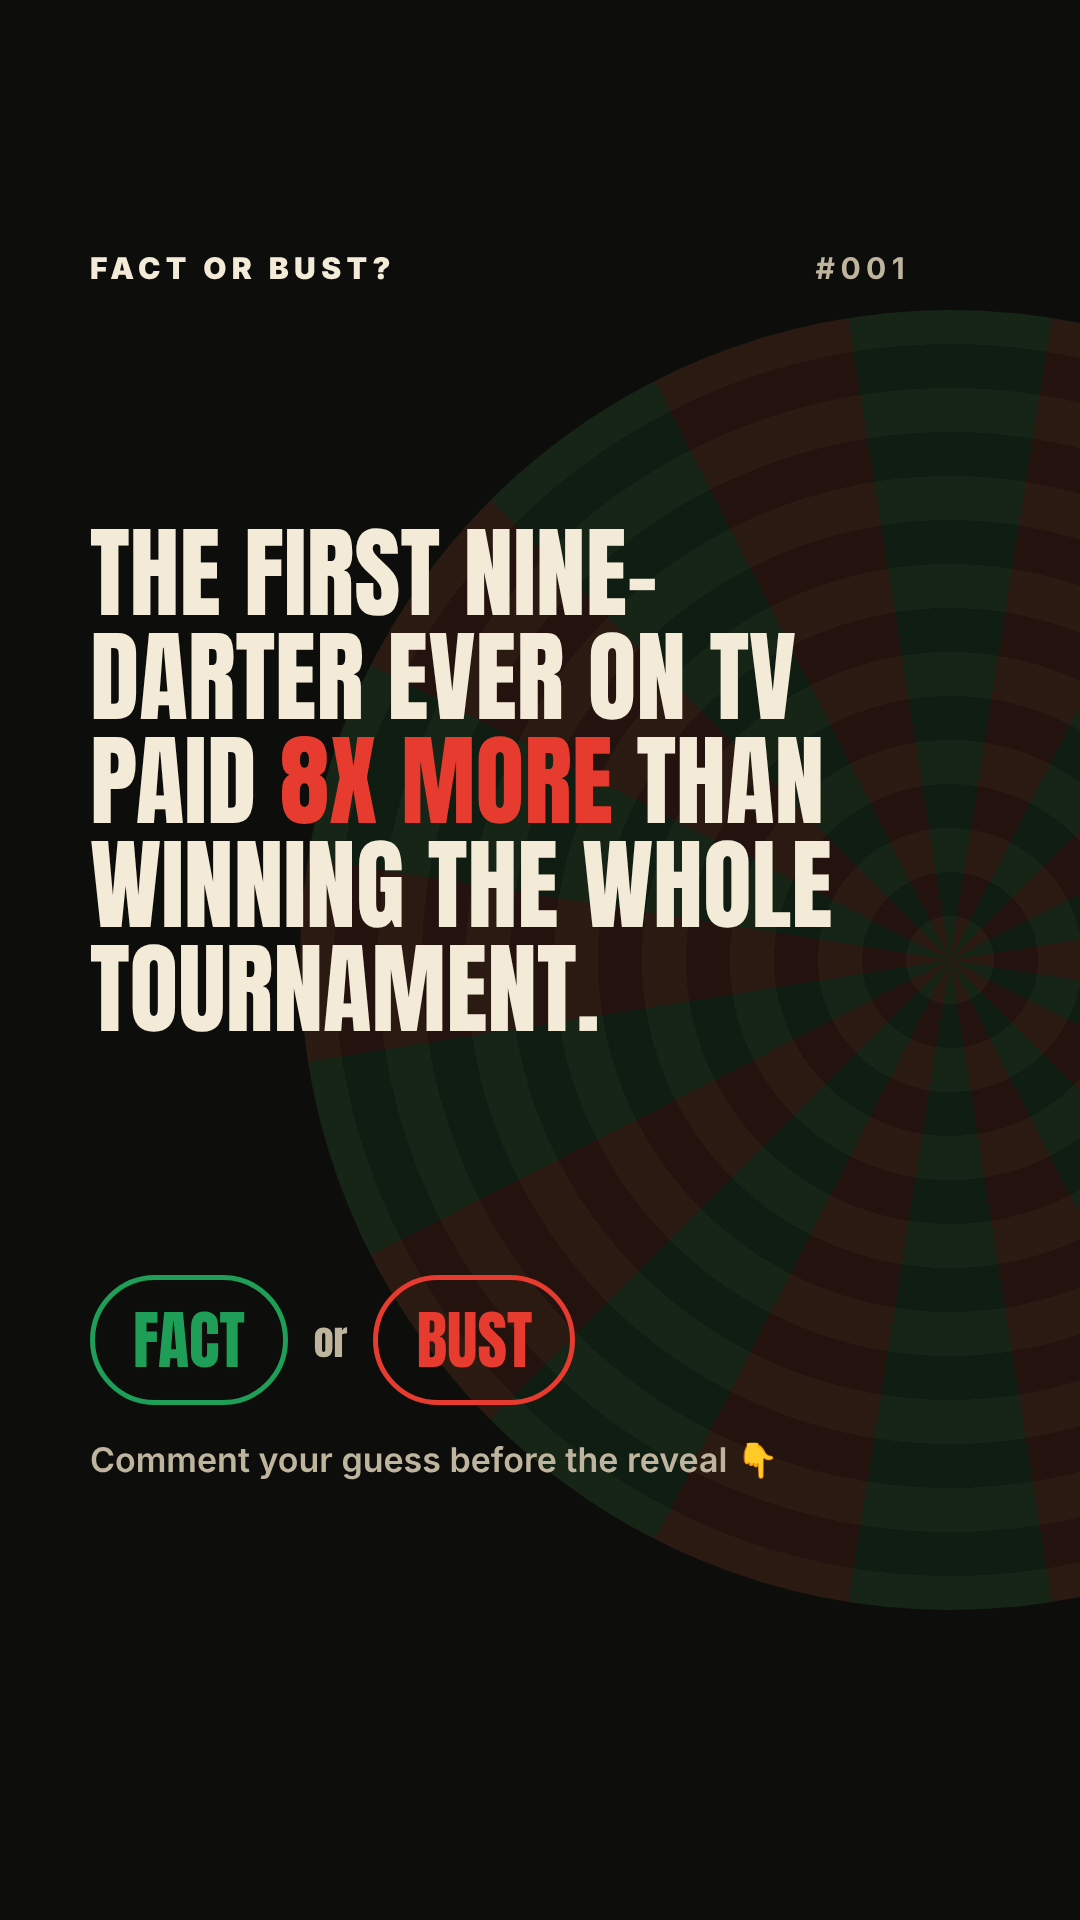 FACT OR BUST?
#001
THE FIRST NINE-
DARTER EVER ON TV
PAID 8X MORE THAN
WINNING THE WHOLE
TOURNAMENT.
FACT or BUST
Comment your guess before the reveal 👇